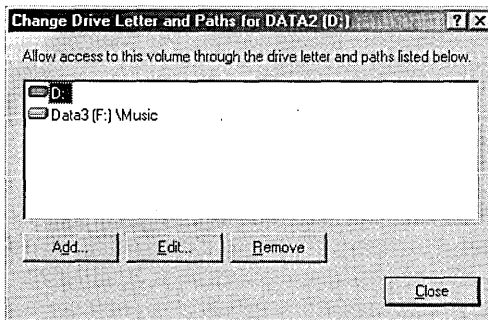 Change Drive Letter and Paths for DATA2 (D:)
? X
Allow access to this volume through the drive letter and paths listed below.
D:
Data3 (F:) \Music
Add... Edit... Remove
Close